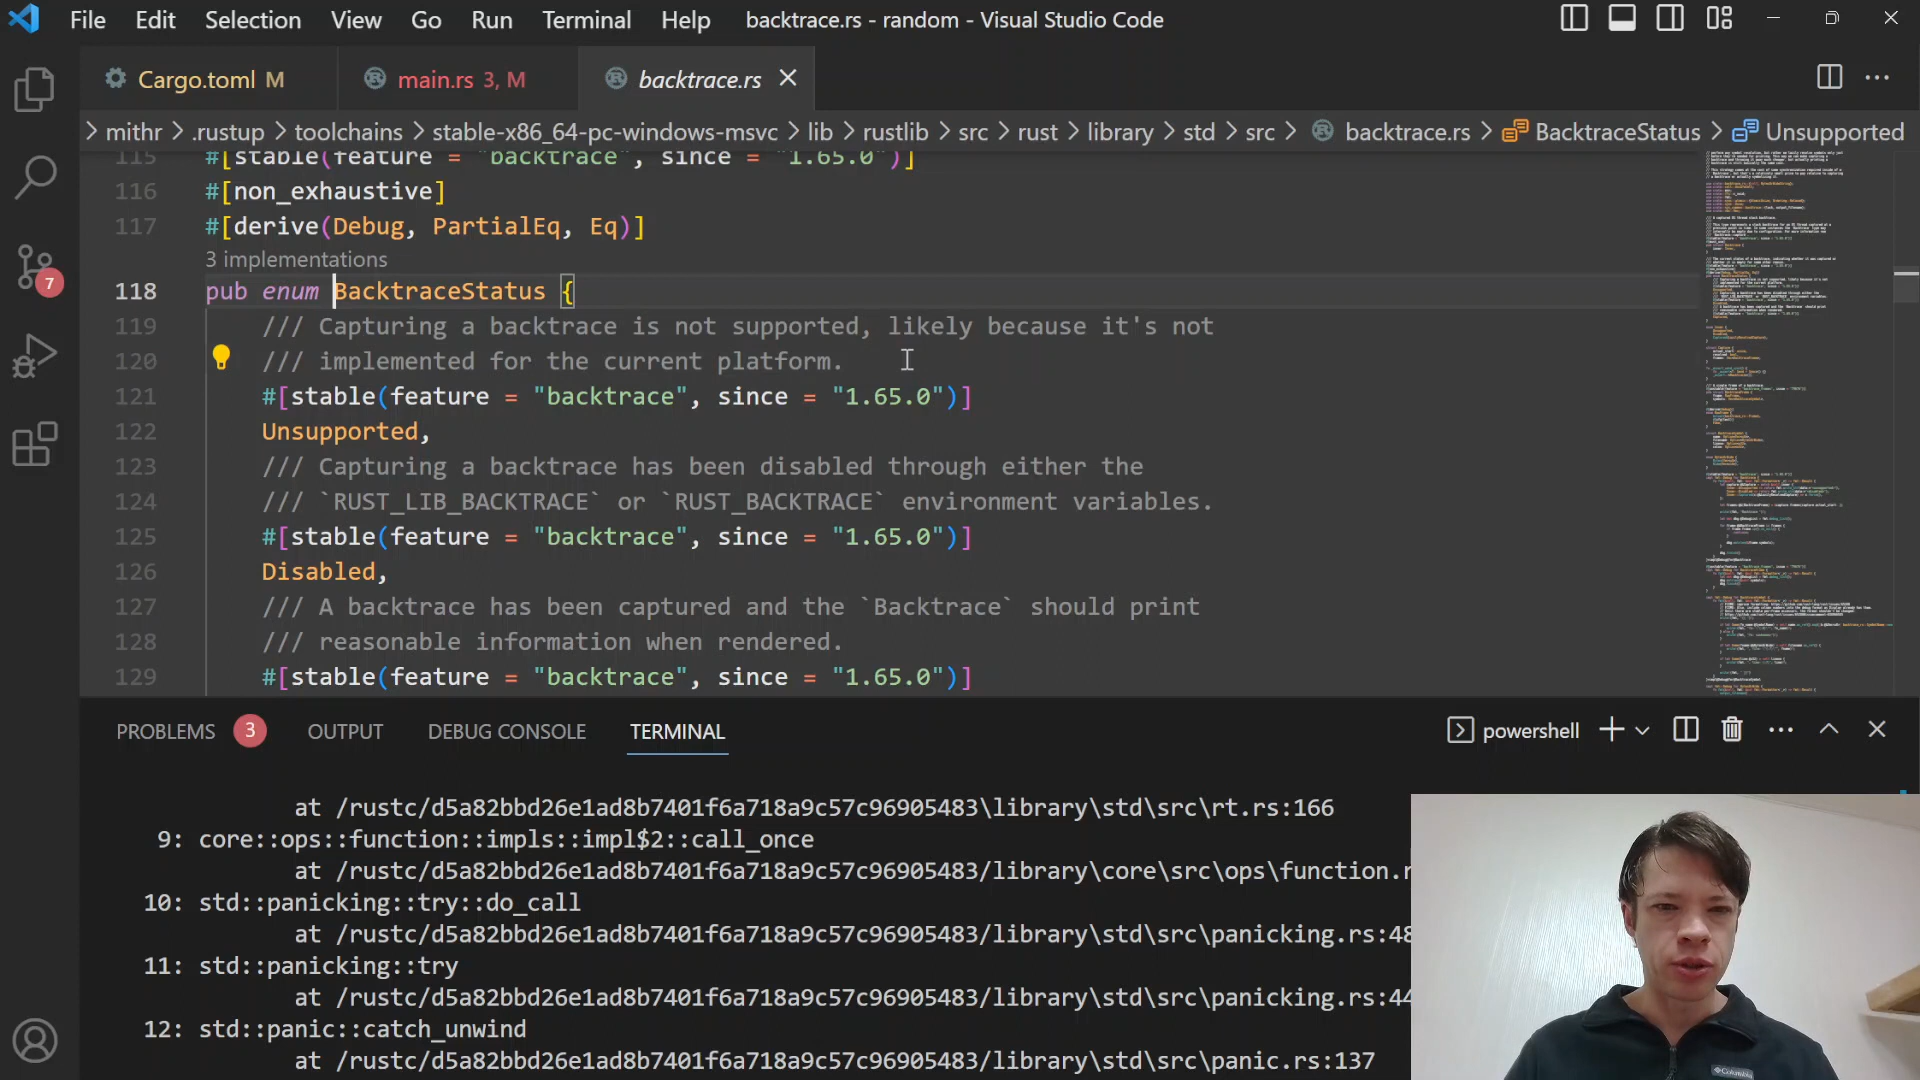 File Edit Selection View Go Run Terminal Help backtrace.rs - random - Visual Studio Code
Cargo.toml M main.rs 3, M backtrace.rs
mithr > .rustup > toolchains > stable-x86_64-pc-windows-msvc > lib > rustlib > src > rust > library > std > src > backtrace.rs > BacktraceStatus > Unsupported
115 #[stable(feature = "backtrace", since = "1.65.0")]
116 #[non_exhaustive]
117 #[derive(Debug, PartialEq, Eq)]
3 implementations
118 pub enum BacktraceStatus {
119 /// Capturing a backtrace is not supported, likely because it's not
120 /// implemented for the current platform.
121 #[stable(feature = "backtrace", since = "1.65.0")]
122 Unsupported,
123 /// Capturing a backtrace has been disabled through either the
124 /// `RUST_LIB_BACKTRACE` or `RUST_BACKTRACE` environment variables.
125 #[stable(feature = "backtrace", since = "1.65.0")]
126 Disabled,
127 /// A backtrace has been captured and the `Backtrace` should print
128 /// reasonable information when rendered.
129 #[stable(feature = "backtrace", since = "1.65.0")]
7
PROBLEMS 3 OUTPUT DEBUG CONSOLE TERMINAL powershell
at /rustc/d5a82bbd26e1ad8b7401f6a718a9c57c96905483\library\std\src\rt.rs:166
9: core::ops::function::impls::impl$2::call_once
at /rustc/d5a82bbd26e1ad8b7401f6a718a9c57c96905483/library\core\src\ops\function.r
10: std::panicking::try::do_call
at /rustc/d5a82bbd26e1ad8b7401f6a718a9c57c96905483/library\std\src\panicking.rs:48
11: std::panicking::try
at /rustc/d5a82bbd26e1ad8b7401f6a718a9c57c96905483/library\std\src\panicking.rs:44
12: std::panic::catch_unwind
at /rustc/d5a82bbd26e1ad8b7401f6a718a9c57c96905483/library\std\src\panic.rs:137
Columbia